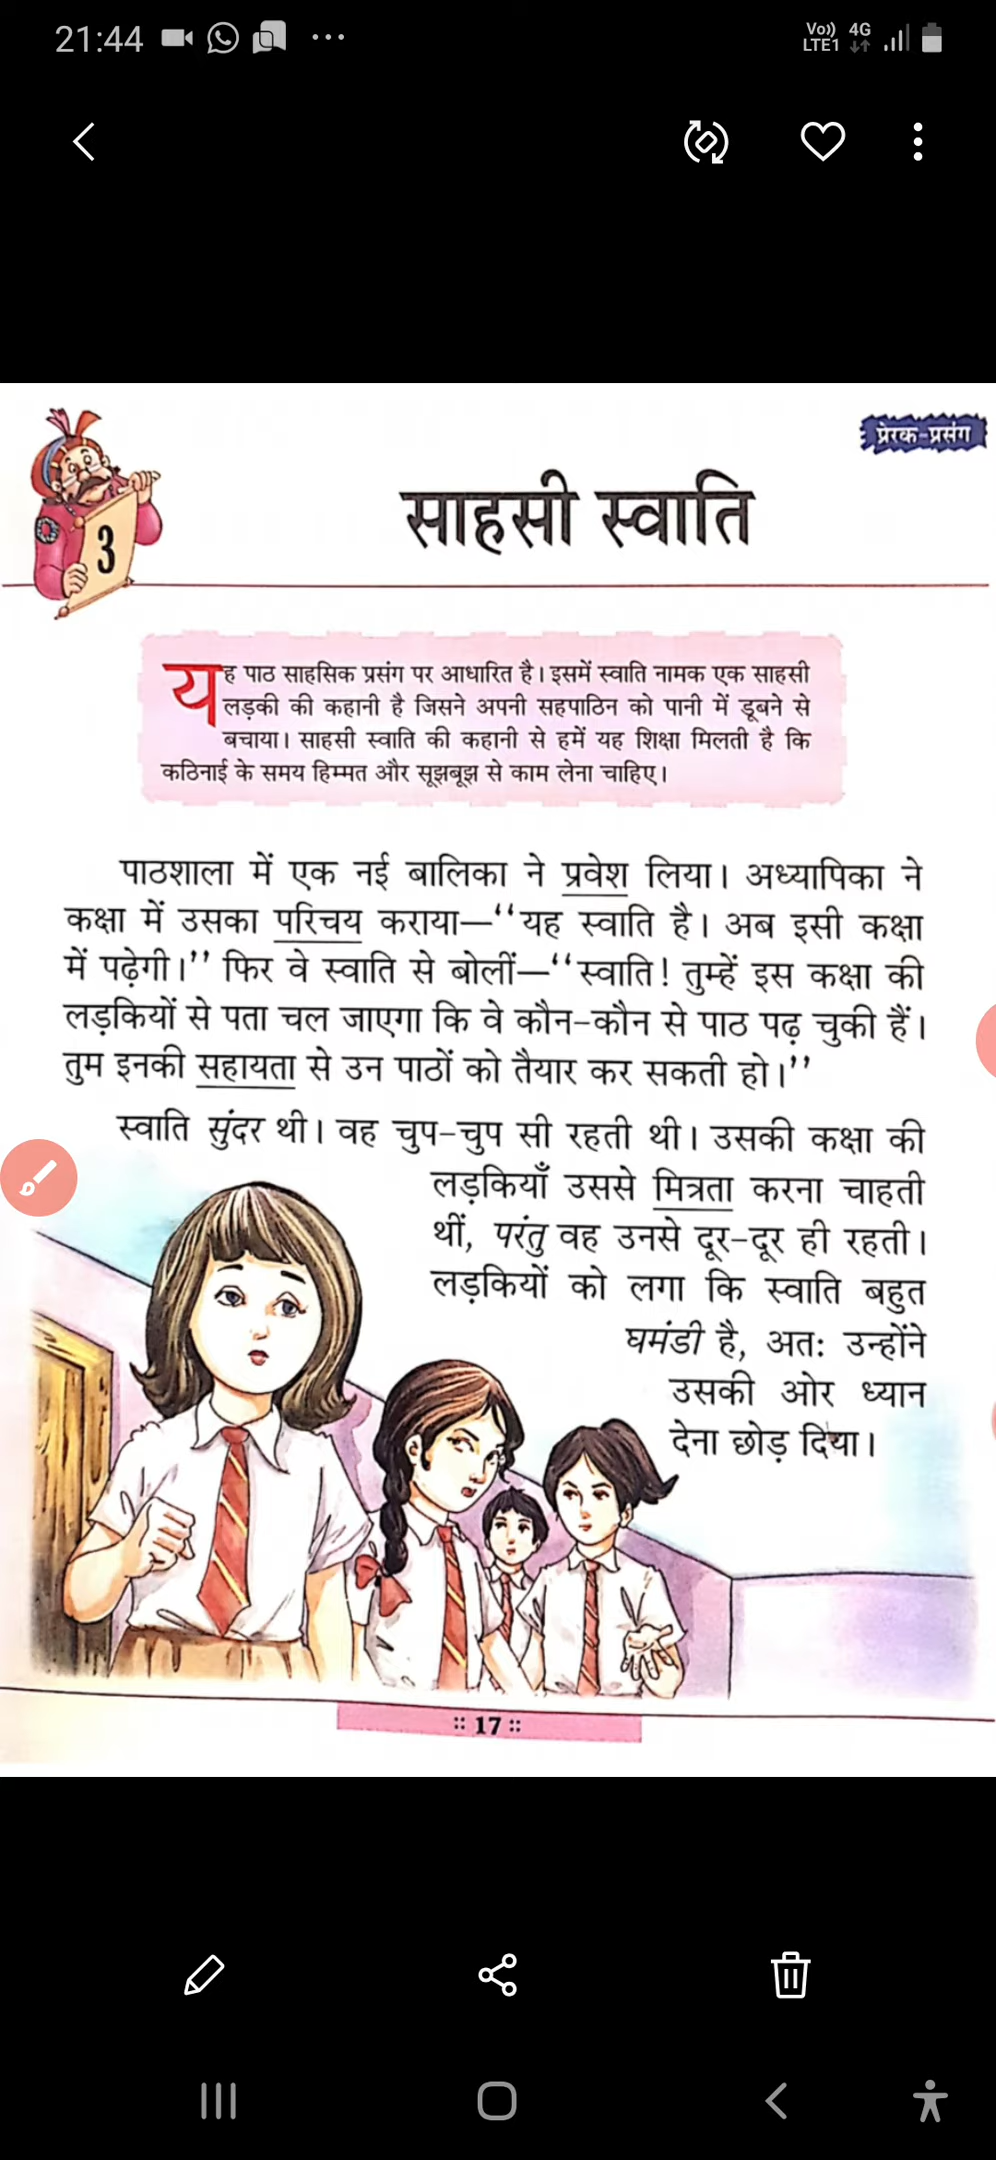 21:44
Vo)) 4G
LTE1
प्रेरक-प्रसंग
3
साहसी स्वाति
यह पाठ साहसिक प्रसंग पर आधारित है। इसमें स्वाति नामक एक साहसी
लड़की की कहानी है जिसने अपनी सहपाठिन को पानी में डूबने से
बचाया। साहसी स्वाति की कहानी से हमें यह शिक्षा मिलती है कि
कठिनाई के समय हिम्मत और सूझबूझ से काम लेना चाहिए।
पाठशाला में एक नई बालिका ने प्रवेश लिया। अध्यापिका ने
कक्षा में उसका परिचय कराया—‘‘यह स्वाति है। अब इसी कक्षा
में पढ़ेगी।’’ फिर वे स्वाति से बोलीं—‘‘स्वाति! तुम्हें इस कक्षा की
लड़कियों से पता चल जाएगा कि वे कौन-कौन से पाठ पढ़ चुकी हैं।
तुम इनकी सहायता से उन पाठों को तैयार कर सकती हो।’’
स्वाति सुंदर थी। वह चुप-चुप सी रहती थी। उसकी कक्षा की
लड़कियाँ उससे मित्रता करना चाहती
थीं, परंतु वह उनसे दूर-दूर ही रहती।
लड़कियों को लगा कि स्वाति बहुत
घमंडी है, अतः उन्होंने
उसकी ओर ध्यान
देना छोड़ दिया।
:: 17 ::